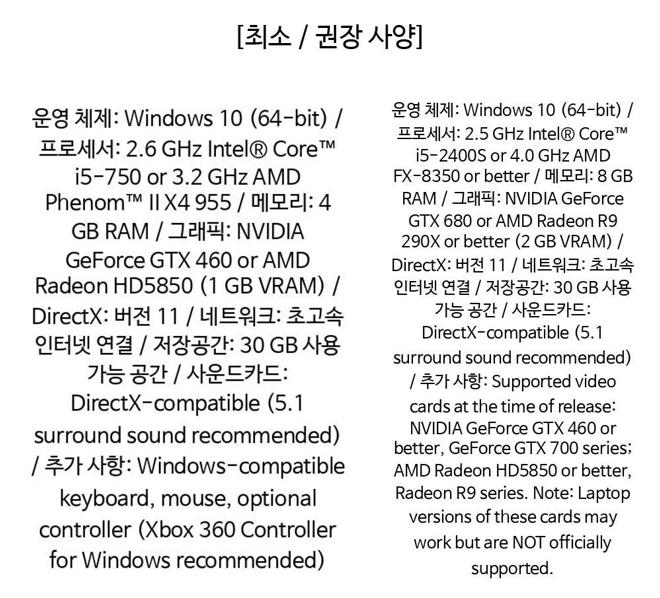 [최소 / 권장 사양]
운영 체제: Windows 10 (64-bit) /
프로세서: 2.6 GHz Intel® Core™
i5-750 or 3.2 GHz AMD
Phenom™ II X4 955 / 메모리: 4
GB RAM / 그래픽: NVIDIA
GeForce GTX 460 or AMD
Radeon HD5850 (1 GB VRAM) /
DirectX: 버전 11 / 네트워크: 초고속
인터넷 연결 / 저장공간: 30 GB 사용
가능 공간 / 사운드카드:
DirectX-compatible (5.1
surround sound recommended)
/ 추가 사항: Windows-compatible
keyboard, mouse, optional
controller (Xbox 360 Controller
for Windows recommended)
운영 체제: Windows 10 (64-bit) /
프로세서: 2.5 GHz Intel® Core™
i5-2400S or 4.0 GHz AMD
FX-8350 or better / 메모리: 8 GB
RAM / 그래픽: NVIDIA GeForce
GTX 680 or AMD Radeon R9
290X or better (2 GB VRAM) /
DirectX: 버전 11 / 네트워크: 초고속
인터넷 연결 / 저장공간: 30 GB 사용
가능 공간 / 사운드카드:
DirectX-compatible (5.1
surround sound recommended)
/ 추가 사항: Supported video
cards at the time of release:
NVIDIA GeForce GTX 460 or
better, GeForce GTX 700 series;
AMD Radeon HD5850 or better,
Radeon R9 series. Note: Laptop
versions of these cards may
work but are NOT officially
supported.